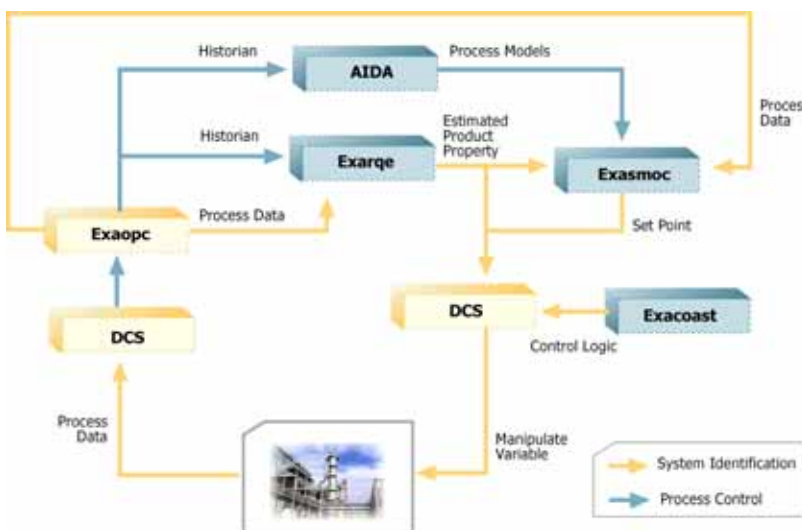 Historian
AIDA
Process Models
Historian
Exarqe
Estimated
Product
Property
Process
Data
Exasmoc
Process Data
Exaopc
Set Point
DCS
DCS
Exacoast
Control Logic
Process
Data
Manipulate
Variable
System Identification
Process Control